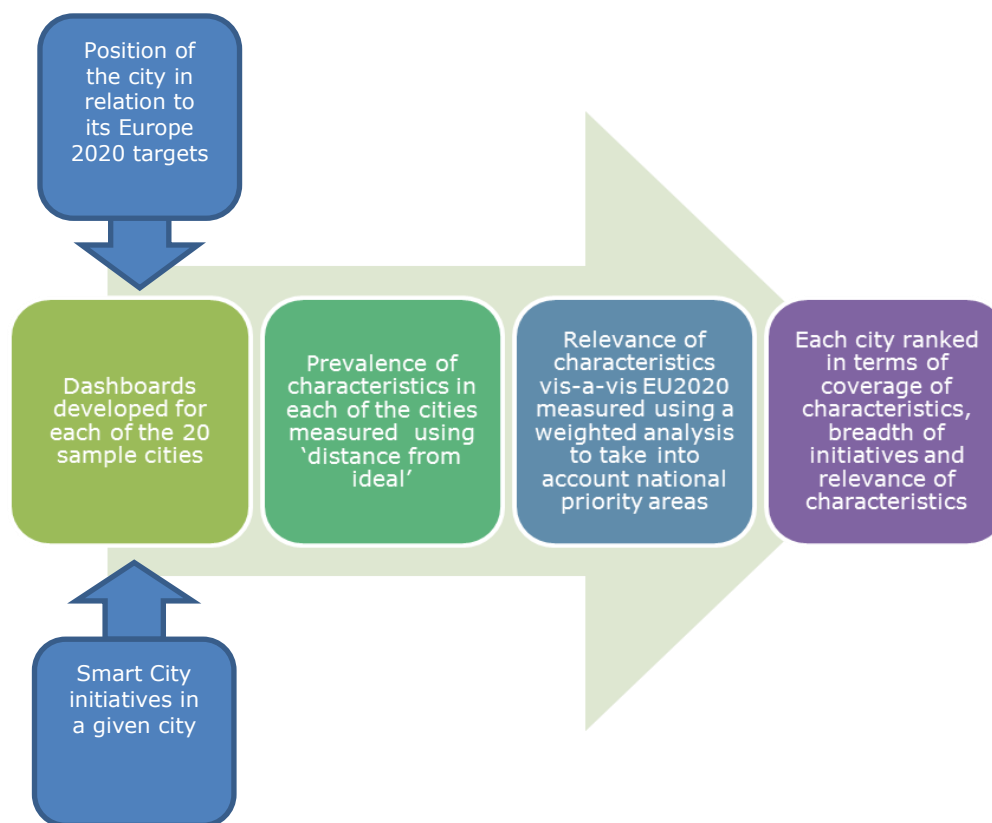 Position of
the city in
relation to
its Europe
2020 targets
Dashboards
developed for
each of the 20
sample cities
Prevalence of
characteristics in
each of the cities
measured using
‘distance from
ideal’
Relevance of
characteristics
vis-a-vis EU2020
measured using a
weighted analysis
to take into
account national
priority areas
Each city ranked
in terms of
coverage of
characteristics,
breadth of
initiatives and
relevance of
characteristics
Smart City
initiatives in
a given city